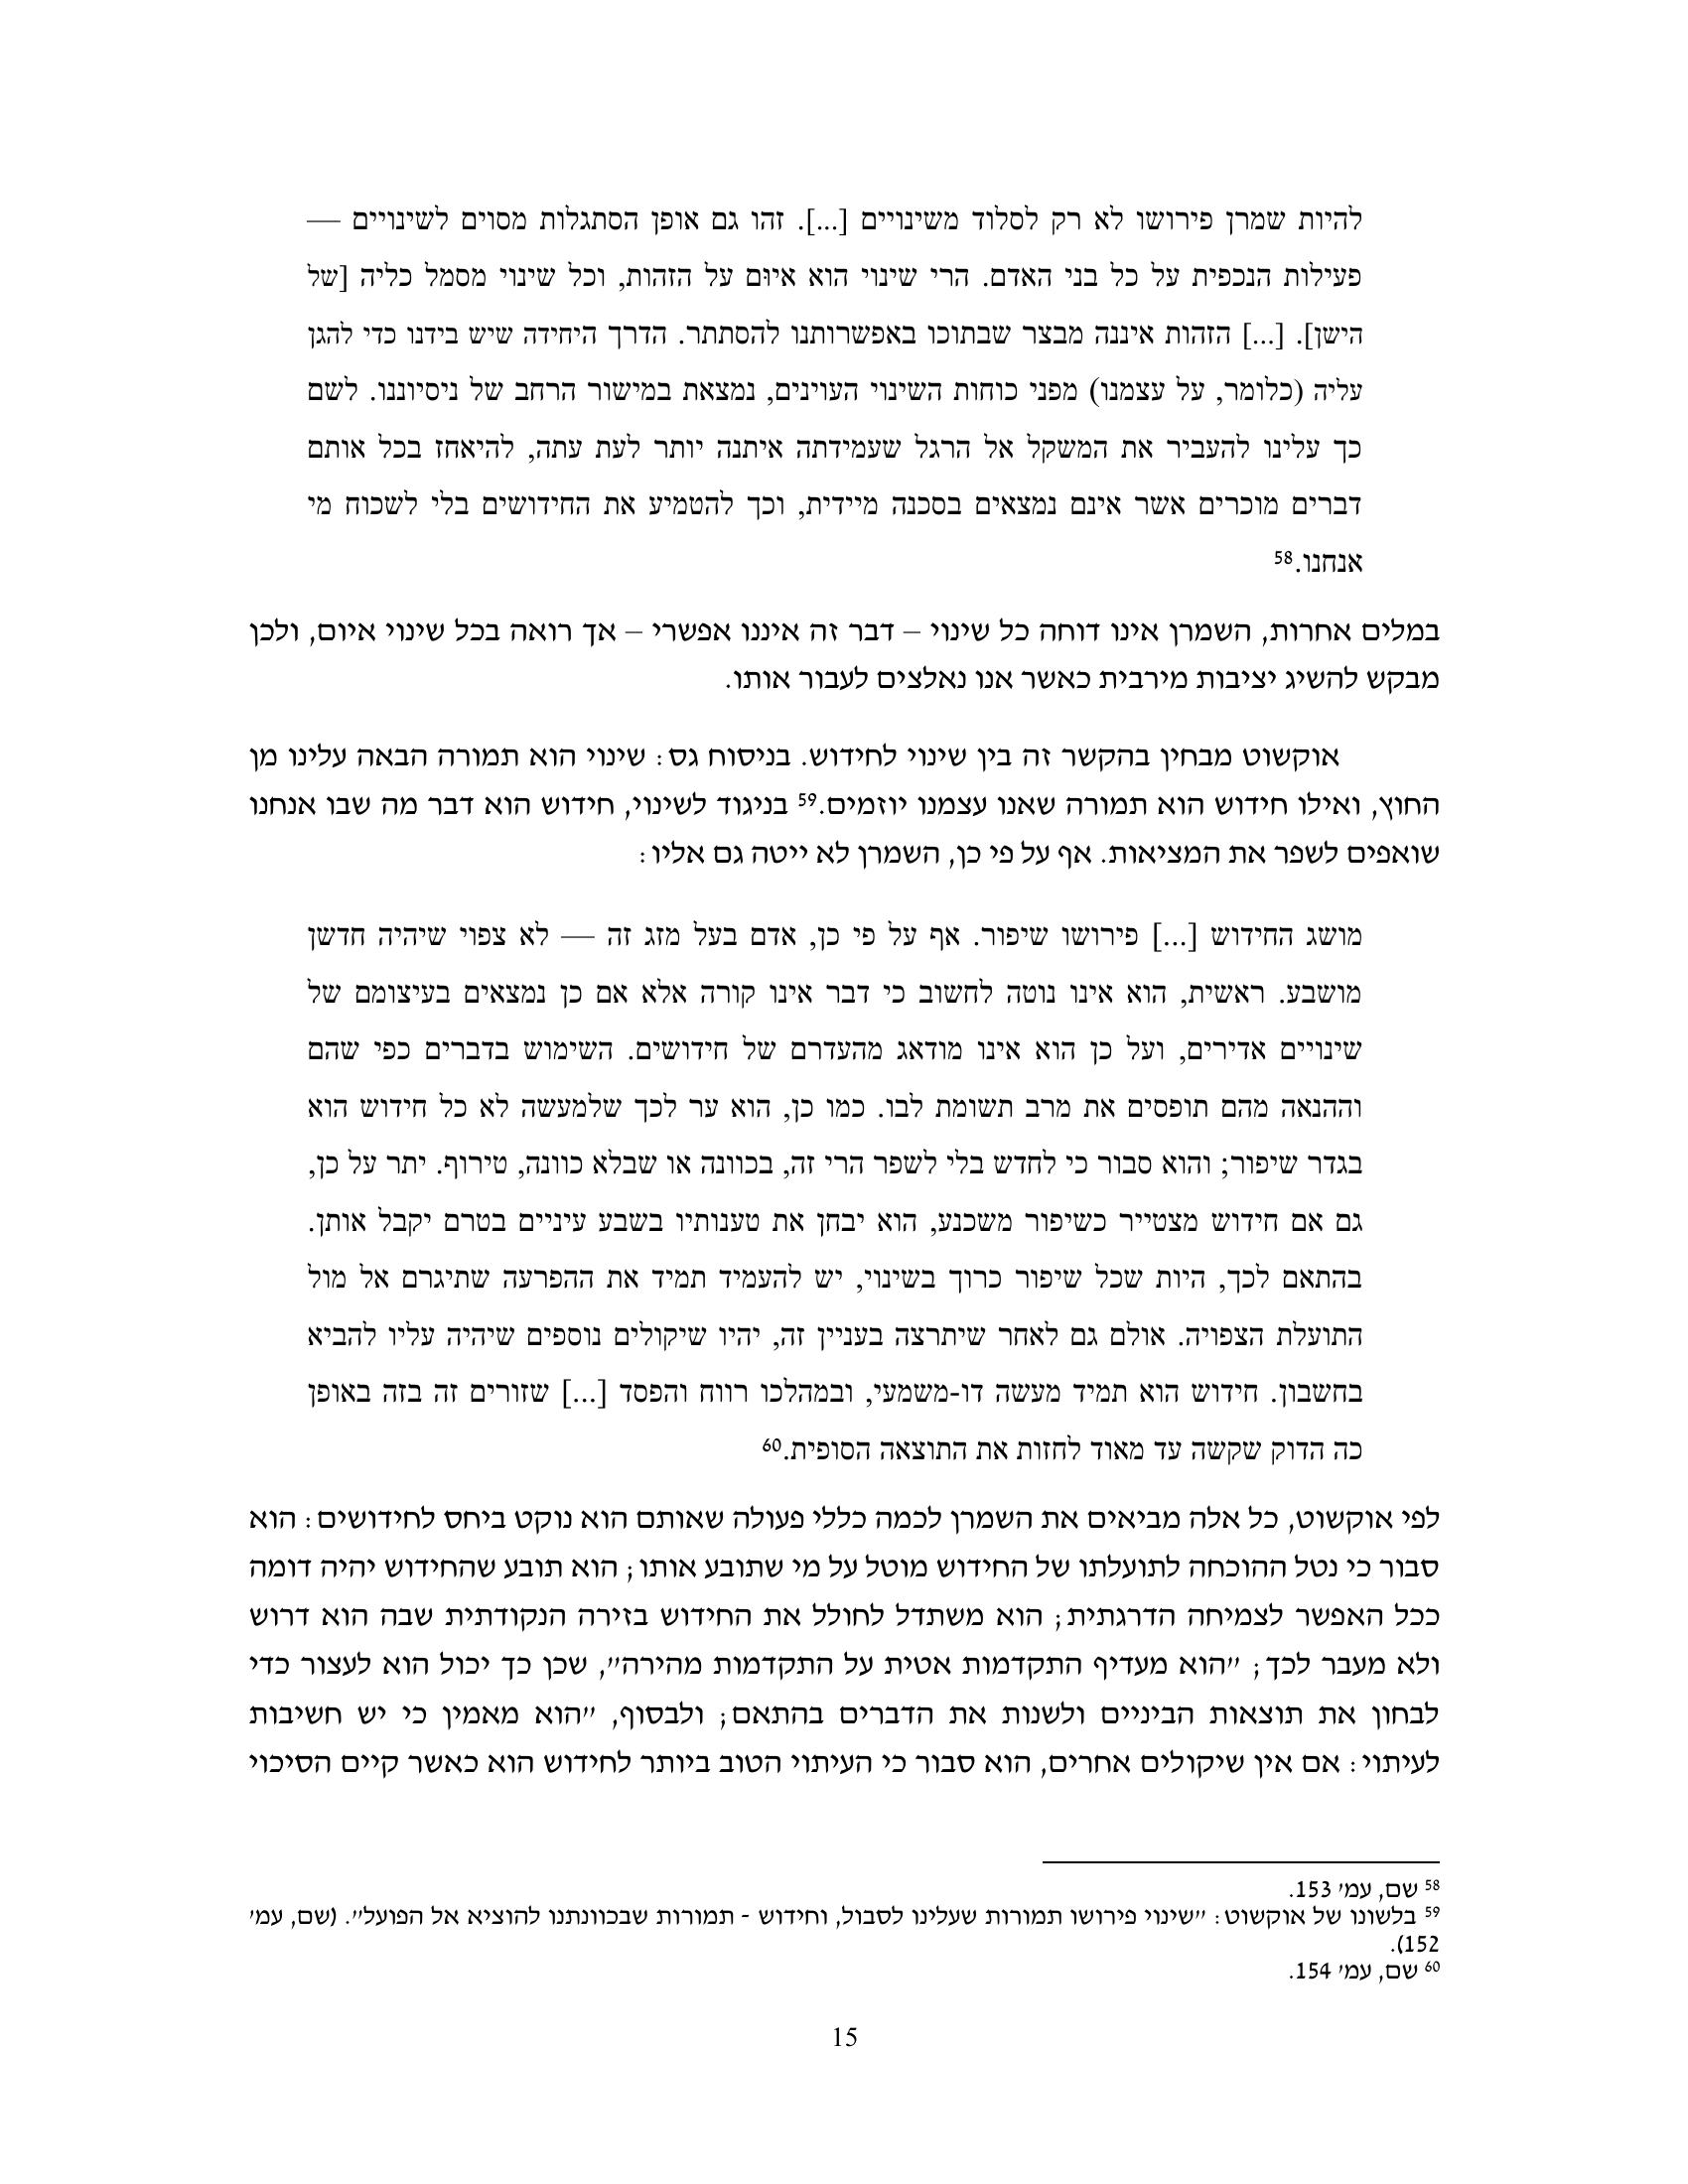 להיות שמרן פירושו לא רק לסלוד משינויים [...]. זהו גם אופן הסתגלות מסוים לשינויים —
פעילות הנכפית על כל בני האדם. הרי שינוי הוא איוּם על הזהות, וכל שינוי מסמל כליה [של
הישן]. [...] הזהות איננה מבצר שבתוכו באפשרותנו להסתתר. הדרך היחידה שיש בידנו כדי להגן
עליה (כלומר, על עצמנו) מפני כוחות השינוי העוינים, נמצאת במישור הרחב של ניסיוננו. לשם
כך עלינו להעביר את המשקל אל הרגל שעמידתה איתנה יותר לעת עתה, להיאחז בכל אותם
דברים מוכרים אשר אינם נמצאים בסכנה מיידית, וכך להטמיע את החידושים בלי לשכוח מי
אנחנו.58
במלים אחרות, השמרן אינו דוחה כל שינוי – דבר זה איננו אפשרי – אך רואה בכל שינוי איום, ולכן
מבקש להשיג יציבות מירבית כאשר אנו נאלצים לעבור אותו.
אוקשוט מבחין בהקשר זה בין שינוי לחידוש. בניסוח גס: שינוי הוא תמורה הבאה עלינו מן
החוץ, ואילו חידוש הוא תמורה שאנו עצמנו יוזמים.59 בניגוד לשינוי, חידוש הוא דבר מה שבו אנחנו
שואפים לשפר את המציאות. אף על פי כן, השמרן לא ייטה גם אליו:
מושג החידוש [...] פירושו שיפור. אף על פי כן, אדם בעל מזג זה — לא צפוי שיהיה חדשן
מושבע. ראשית, הוא אינו נוטה לחשוב כי דבר אינו קורה אלא אם כן נמצאים בעיצומם של
שינויים אדירים, ועל כן הוא אינו מודאג מהעדרם של חידושים. השימוש בדברים כפי שהם
וההנאה מהם תופסים את מרב תשומת לבו. כמו כן, הוא ער לכך שלמעשה לא כל חידוש הוא
בגדר שיפור; והוא סבור כי לחדש בלי לשפר הרי זה, בכוונה או שבלא כוונה, טירוף. יתר על כן,
גם אם חידוש מצטייר כשיפור משכנע, הוא יבחן את טענותיו בשבע עיניים בטרם יקבל אותן.
בהתאם לכך, היות שכל שיפור כרוך בשינוי, יש להעמיד תמיד את ההפרעה שתיגרם אל מול
התועלת הצפויה. אולם גם לאחר שיתרצה בעניין זה, יהיו שיקולים נוספים שיהיה עליו להביא
בחשבון. חידוש הוא תמיד מעשה דו-משמעי, ובמהלכו רווח והפסד [...] שזורים זה בזה באופן
כה הדוק שקשה עד מאוד לחזות את התוצאה הסופית.60
לפי אוקשוט, כל אלה מביאים את השמרן לכמה כללי פעולה שאותם הוא נוקט ביחס לחידושים: הוא
סבור כי נטל ההוכחה לתועלתו של החידוש מוטל על מי שתובע אותו; הוא תובע שהחידוש יהיה דומה
ככל האפשר לצמיחה הדרגתית; הוא משתדל לחולל את החידוש בזירה הנקודתית שבה הוא דרוש
ולא מעבר לכך; "הוא מעדיף התקדמות אטית על התקדמות מהירה", שכן כך יכול הוא לעצור כדי
לבחון את תוצאות הביניים ולשנות את הדברים בהתאם; ולבסוף, "הוא מאמין כי יש חשיבות
לעיתוי: אם אין שיקולים אחרים, הוא סבור כי העיתוי הטוב ביותר לחידוש הוא כאשר קיים הסיכוי
58 שם, עמ' 153.
59 בלשונו של אוקשוט: "שינוי פירושו תמורות שעלינו לסבול, וחידוש - תמורות שבכוונתנו להוציא אל הפועל". (שם, עמ'
152).
60 שם, עמ' 154.
15